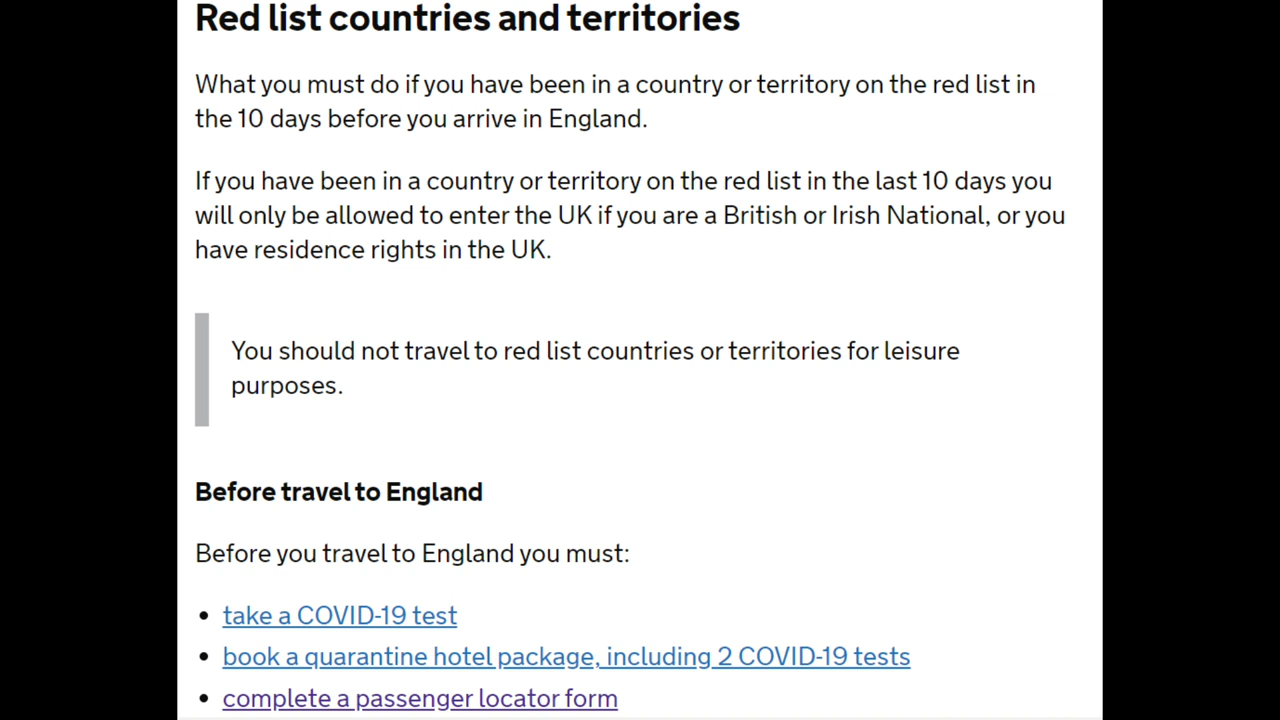 Red list countries and territories
What you must do if you have been in a country or territory on the red list in
the 10 days before you arrive in England.
If you have been in a country or territory on the red list in the last 10 days you
will only be allowed to enter the UK if you are a British or Irish National, or you
have residence rights in the UK.
You should not travel to red list countries or territories for leisure
purposes.
Before travel to England
Before you travel to England you must:
• take a COVID-19 test
• book a quarantine hotel package, including 2 COVID-19 tests
• complete a passenger locator form